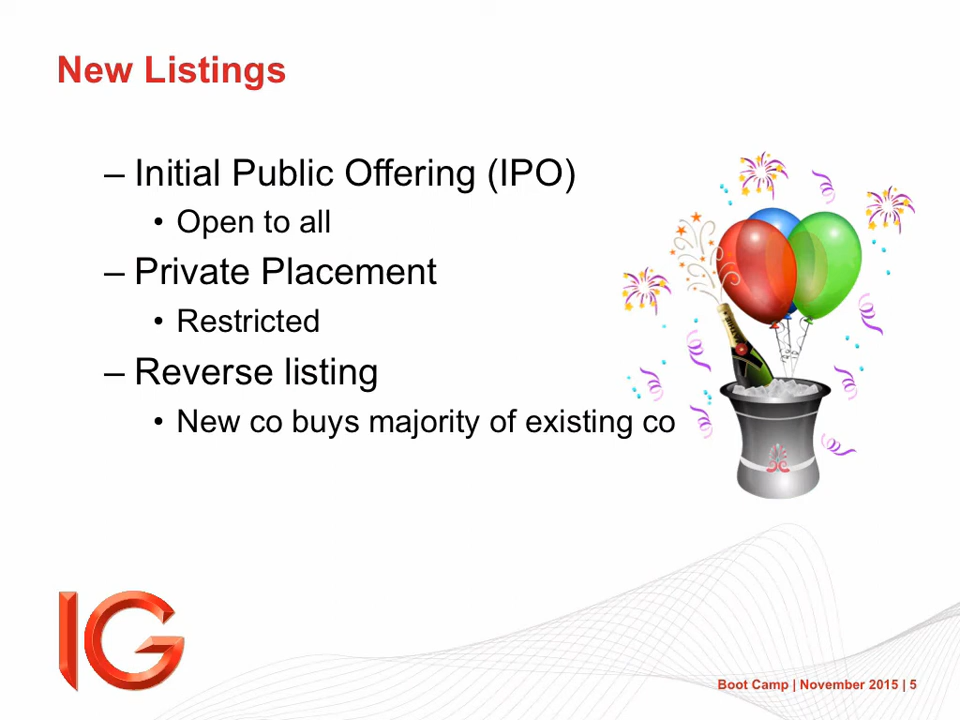 New Listings
– Initial Public Offering (IPO)
• Open to all
– Private Placement
• Restricted
– Reverse listing
• New co buys majority of existing co
IG
Boot Camp | November 2015 | 5